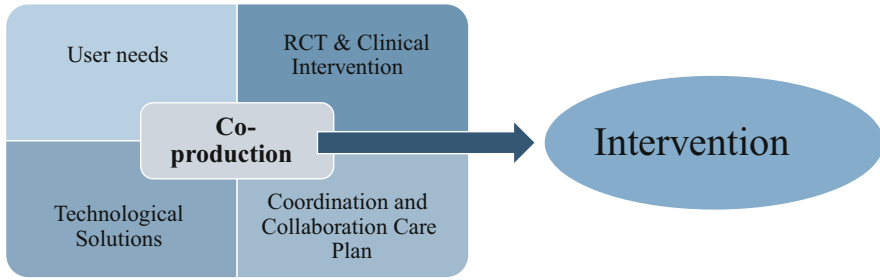 User needs
RCT & Clinical
Intervention
Co-
production
Intervention
Technological
Solutions
Coordination and
Collaboration Care
Plan